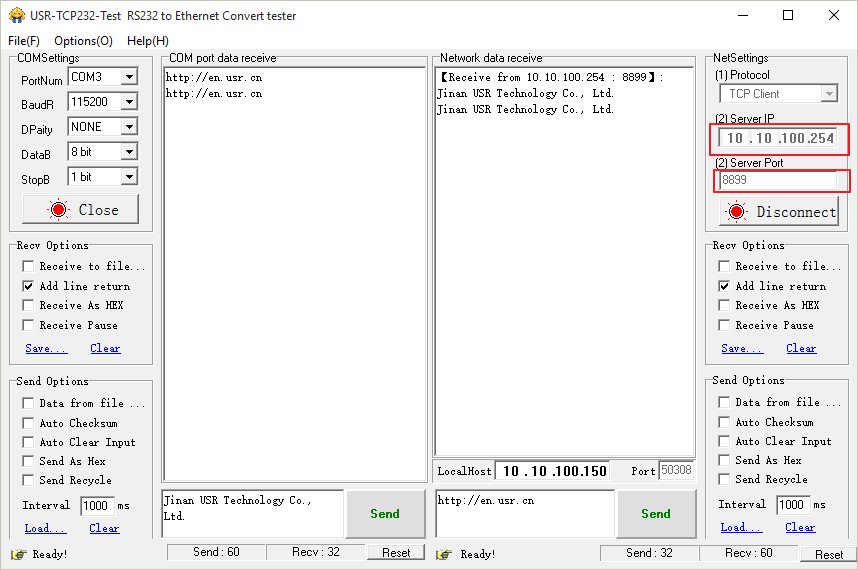 USR-TCP232-Test  RS232 to Ethernet Convert tester
File(F)  Options(O)  Help(H)
COMSettings
PortNum COM3
BaudR 115200
DPaity NONE
DataB 8 bit
StopB 1 bit
Close
Recv Options
Receive to file...
Add line return
Receive As HEX
Receive Pause
Save...  Clear
Send Options
Data from file ...
Auto Checksum
Auto Clear Input
Send As Hex
Send Recycle
Interval 1000 ms
Load...  Clear
Ready!
COM port data receive
http://en.usr.cn
http://en.usr.cn
Jinan USR Technology Co.,
Ltd.
Send
Send : 60  Recv : 32  Reset
Network data receive
【Receive from 10.10.100.254 : 8899】:
Jinan USR Technology Co., Ltd.
Jinan USR Technology Co., Ltd.
LocalHost 10 . 10 .100.150 Port 50308
http://en.usr.cn
Send
Ready!
Send : 32  Recv : 60  Reset
NetSettings
(1) Protocol
TCP Client
(2) Server IP
10 . 10 .100.254
(2) Server Port
8899
Disconnect
Recv Options
Receive to file...
Add line return
Receive As HEX
Receive Pause
Save...  Clear
Send Options
Data from file ...
Auto Checksum
Auto Clear Input
Send As Hex
Send Recycle
Interval 1000 ms
Load...  Clear